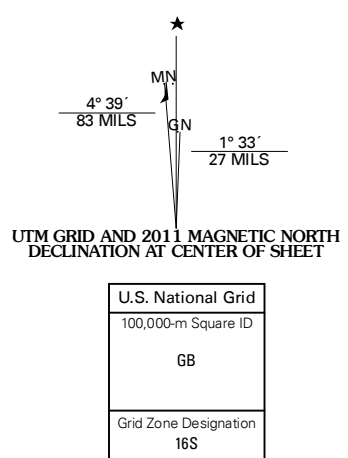 ★
MN.
4° 39´
83 MILS
GN
1° 33´
27 MILS
UTM GRID AND 2011 MAGNETIC NORTH
DECLINATION AT CENTER OF SHEET
U.S. National Grid
100,000-m Square ID
GB
Grid Zone Designation
16S